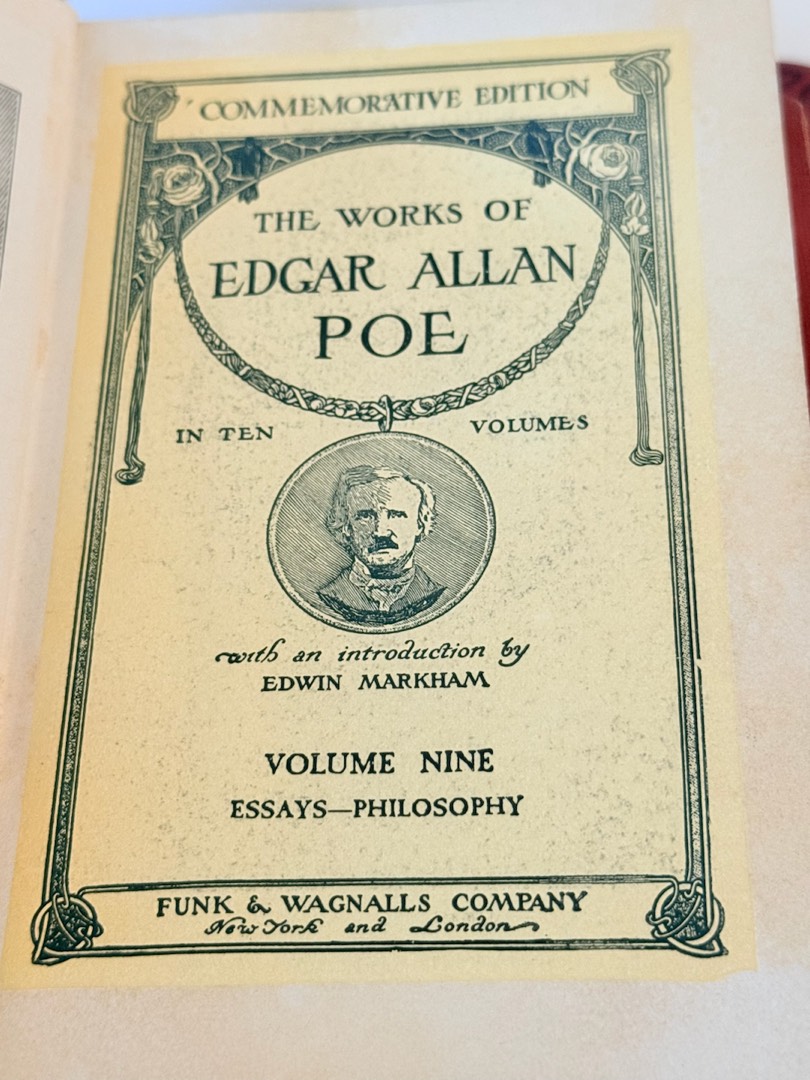 COMMEMORATIVE EDITION
THE WORKS OF
EDGAR ALLAN
POE
IN TEN VOLUMES
with an introduction by
EDWIN MARKHAM
VOLUME NINE
ESSAYS—PHILOSOPHY
FUNK & WAGNALLS COMPANY
New York and London